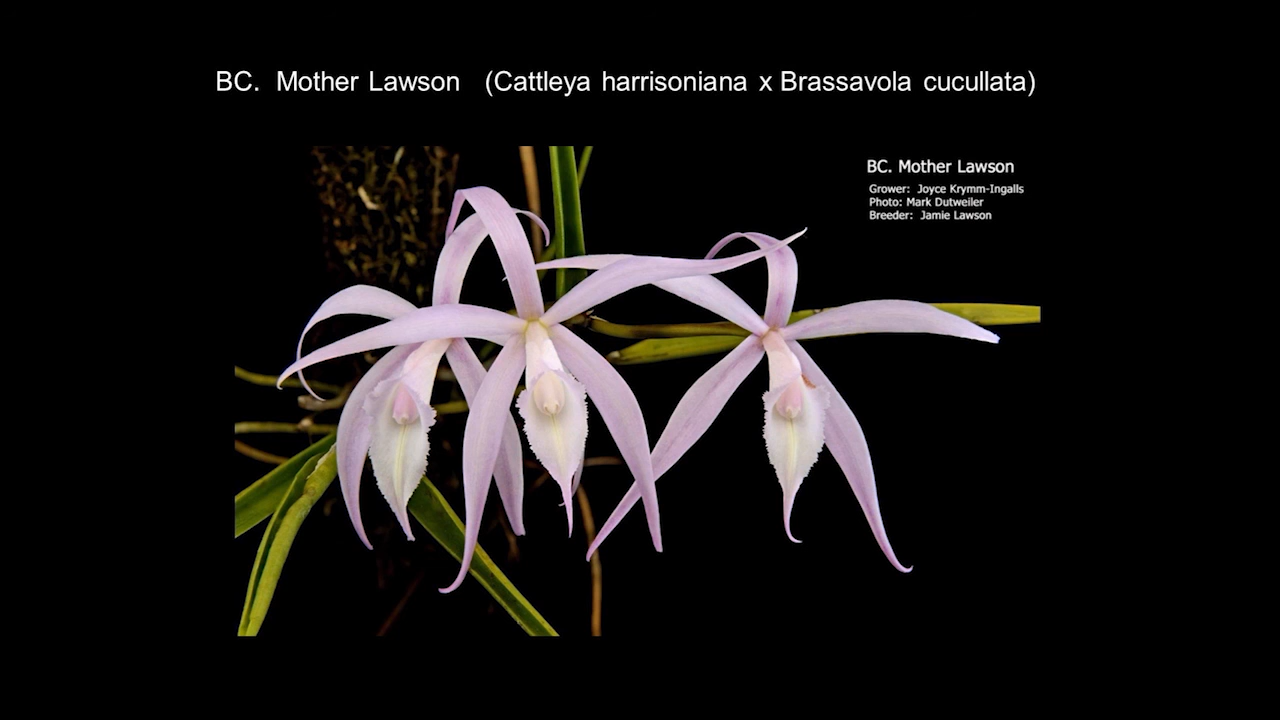 BC. Mother Lawson (Cattleya harrisoniana x Brassavola cucullata)
BC. Mother Lawson
Grower: Joyce Krymm-Ingalls
Photo: Mark Dutweiler
Breeder: Jamie Lawson